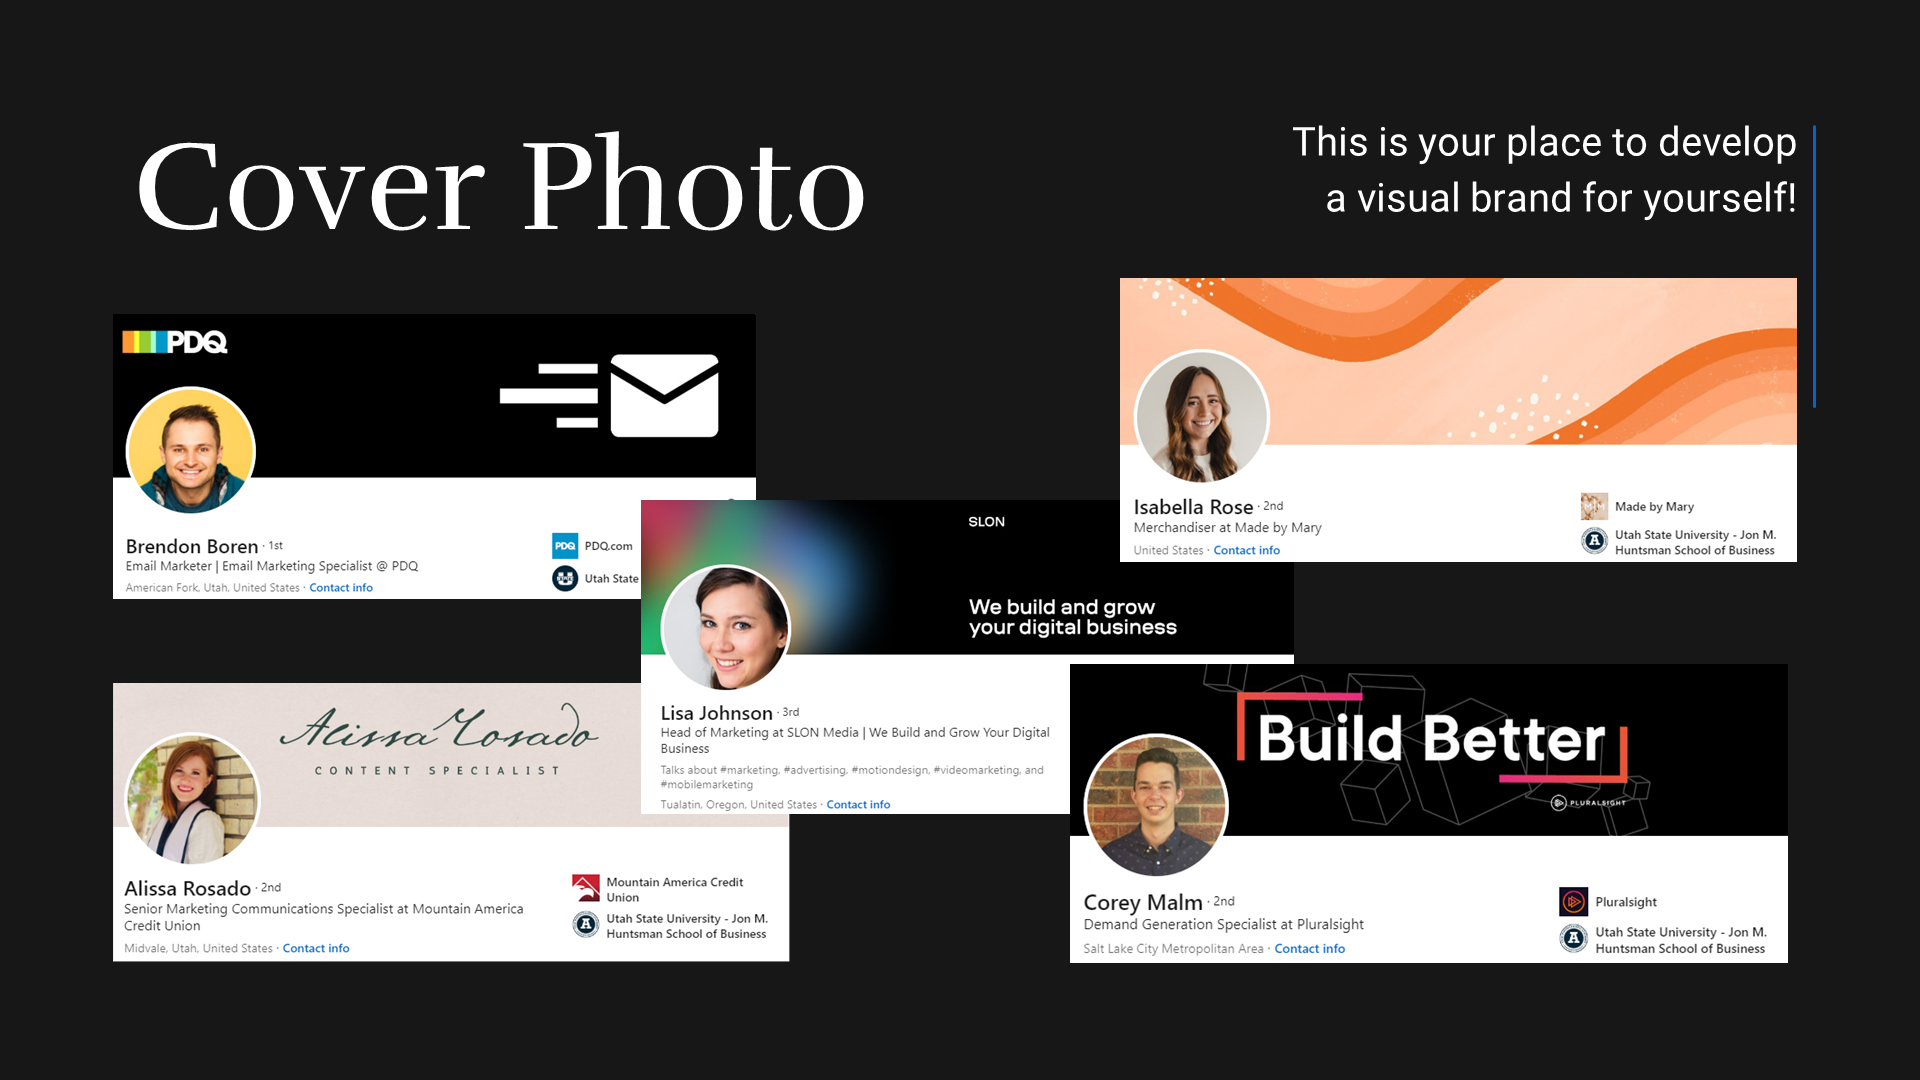 Cover Photo
This is your place to develop
a visual brand for yourself!
PDQ
Brendon Boren · 1st
Email Marketer | Email Marketing Specialist @ PDQ
American Fork, Utah, United States · Contact info
PDQ
PDQ.com
Utah State
Isabella Rose · 2nd
Merchandiser at Made by Mary
United States · Contact info
Made by Mary
Utah State University - Jon M.
Huntsman School of Business
SLON
We build and grow
your digital business
Lisa Johnson · 3rd
Head of Marketing at SLON Media | We Build and Grow Your Digital
Business
Talks about #marketing, #advertising, #motiondesign, #videomarketing, and
#mobilemarketing
Tualatin, Oregon, United States · Contact info
Alissa Rosado
CONTENT SPECIALIST
Alissa Rosado · 2nd
Senior Marketing Communications Specialist at Mountain America
Credit Union
Midvale, Utah, United States · Contact info
Mountain America Credit
Union
Utah State University - Jon M.
Huntsman School of Business
Build Better
PLURALSIGHT
Corey Malm · 2nd
Demand Generation Specialist at Pluralsight
Salt Lake City Metropolitan Area · Contact info
Pluralsight
Utah State University - Jon M.
Huntsman School of Business